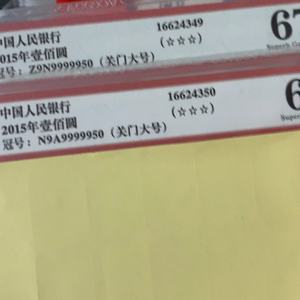 中国人民银行 16624349
2015年壹佰圆 (☆☆☆)
冠号：Z9N9999950（关门大号）
67
Superb Ge
中国人民银行 16624350
2015年壹佰圆 (☆☆☆)
冠号：N9A9999950（关门大号）
6